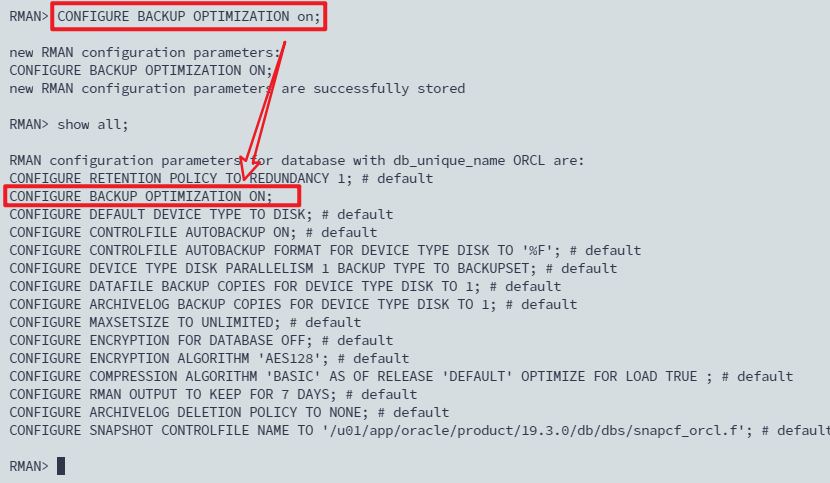 RMAN> CONFIGURE BACKUP OPTIMIZATION on;
new RMAN configuration parameters:
CONFIGURE BACKUP OPTIMIZATION ON;
new RMAN configuration parameters are successfully stored
RMAN> show all;
RMAN configuration parameters for database with db_unique_name ORCL are:
CONFIGURE RETENTION POLICY TO REDUNDANCY 1; # default
CONFIGURE BACKUP OPTIMIZATION ON;
CONFIGURE DEFAULT DEVICE TYPE TO DISK; # default
CONFIGURE CONTROLFILE AUTOBACKUP ON; # default
CONFIGURE CONTROLFILE AUTOBACKUP FORMAT FOR DEVICE TYPE DISK TO '%F'; # default
CONFIGURE DEVICE TYPE DISK PARALLELISM 1 BACKUP TYPE TO BACKUPSET; # default
CONFIGURE DATAFILE BACKUP COPIES FOR DEVICE TYPE DISK TO 1; # default
CONFIGURE ARCHIVELOG BACKUP COPIES FOR DEVICE TYPE DISK TO 1; # default
CONFIGURE MAXSETSIZE TO UNLIMITED; # default
CONFIGURE ENCRYPTION FOR DATABASE OFF; # default
CONFIGURE ENCRYPTION ALGORITHM 'AES128'; # default
CONFIGURE COMPRESSION ALGORITHM 'BASIC' AS OF RELEASE 'DEFAULT' OPTIMIZE FOR LOAD TRUE ; # default
CONFIGURE RMAN OUTPUT TO KEEP FOR 7 DAYS; # default
CONFIGURE ARCHIVELOG DELETION POLICY TO NONE; # default
CONFIGURE SNAPSHOT CONTROLFILE NAME TO '/u01/app/oracle/product/19.3.0/db/dbs/snapcf_orcl.f'; # default
RMAN>